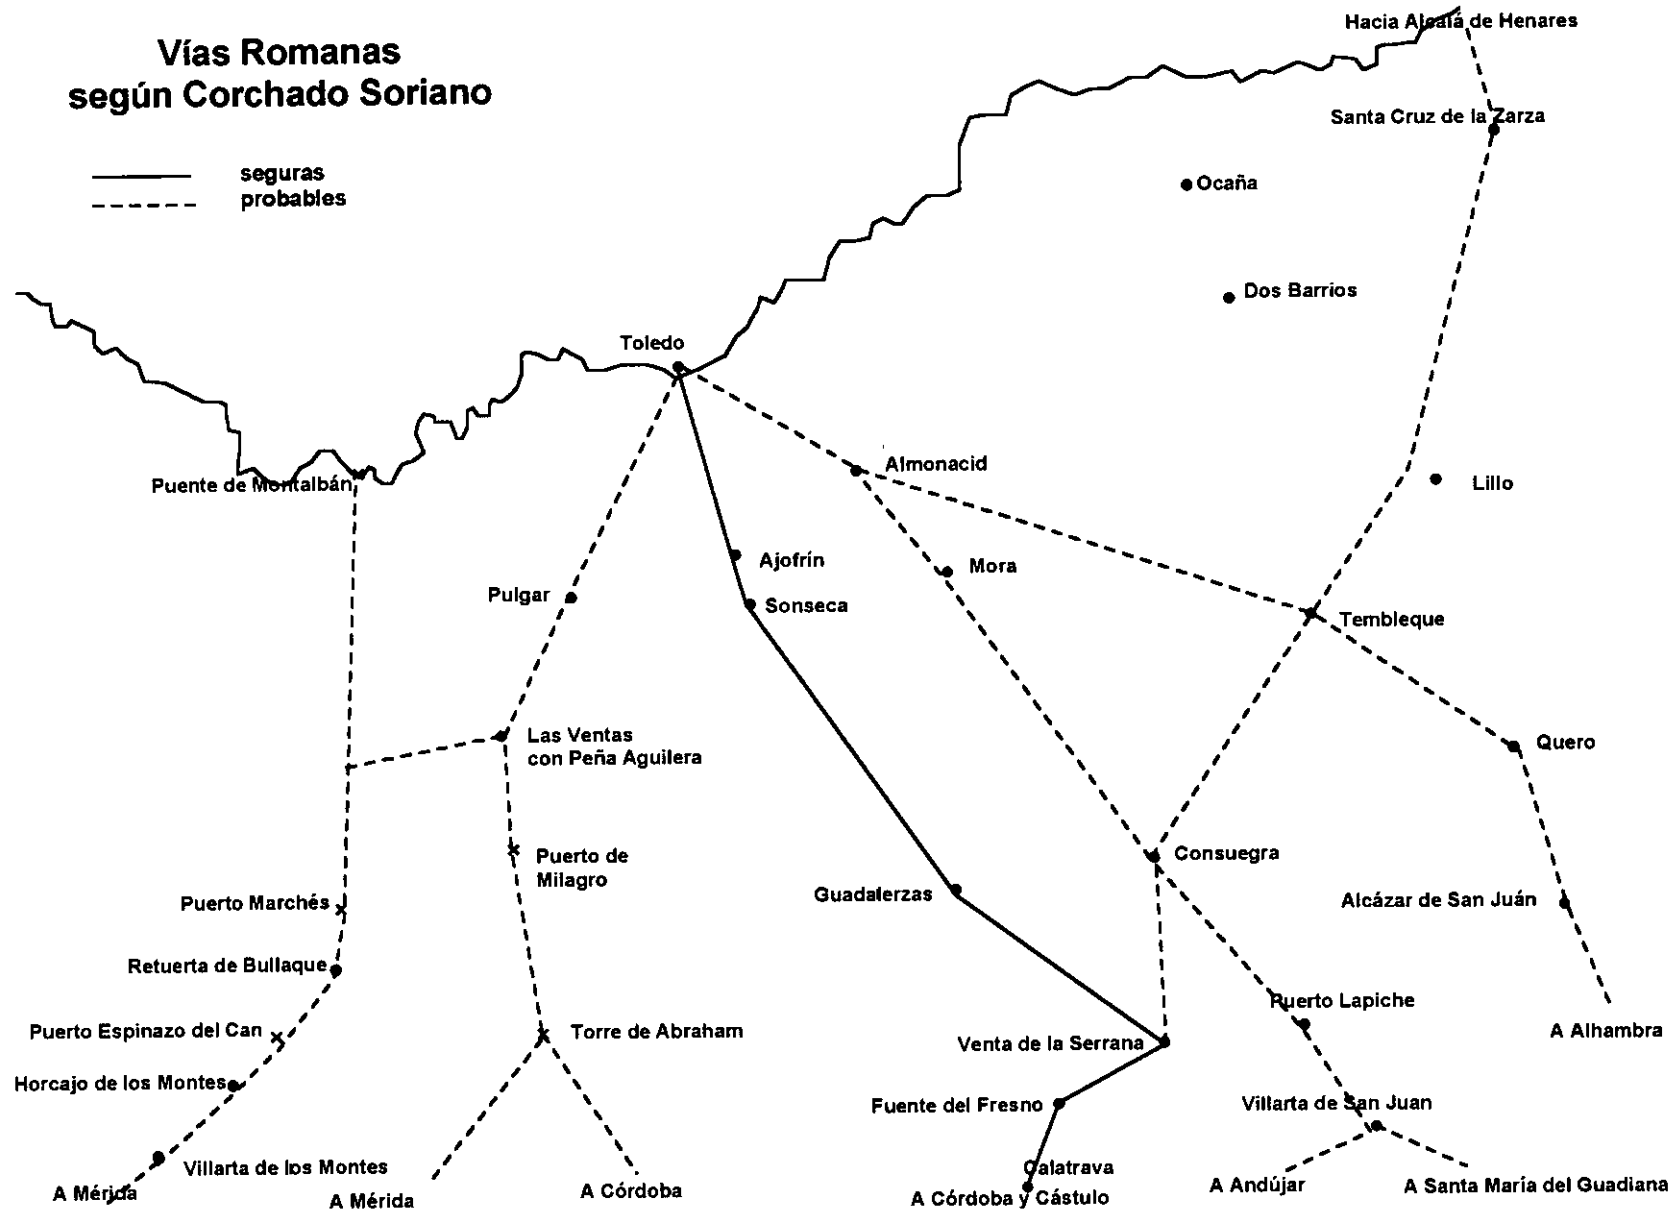 Vías Romanas
según Corchado Soriano
seguras
probables
Hacia Alcalá de Henares
Santa Cruz de la Zarza
Ocaña
Dos Barrios
Toledo
Almonacid
Lillo
Puente de Montalbán
Ajofrín
Mora
Pulgar
Sonseca
Tembleque
Las Ventas
con Peña Aguilera
Quero
Puerto de
Milagro
Consuegra
Guadalerzas
Puerto Marchés
Alcázar de San Juán
Retuerta de Bullaque
Puerto Lapiche
Puerto Espinazo del Can
Torre de Abraham
Venta de la Serrana
A Alhambra
Horcajo de los Montes
Fuente del Fresno
Villarta de San Juan
Villarta de los Montes
Calatrava
A Mérida
A Mérida
A Córdoba
A Córdoba y Cástulo
A Andújar
A Santa María del Guadiana